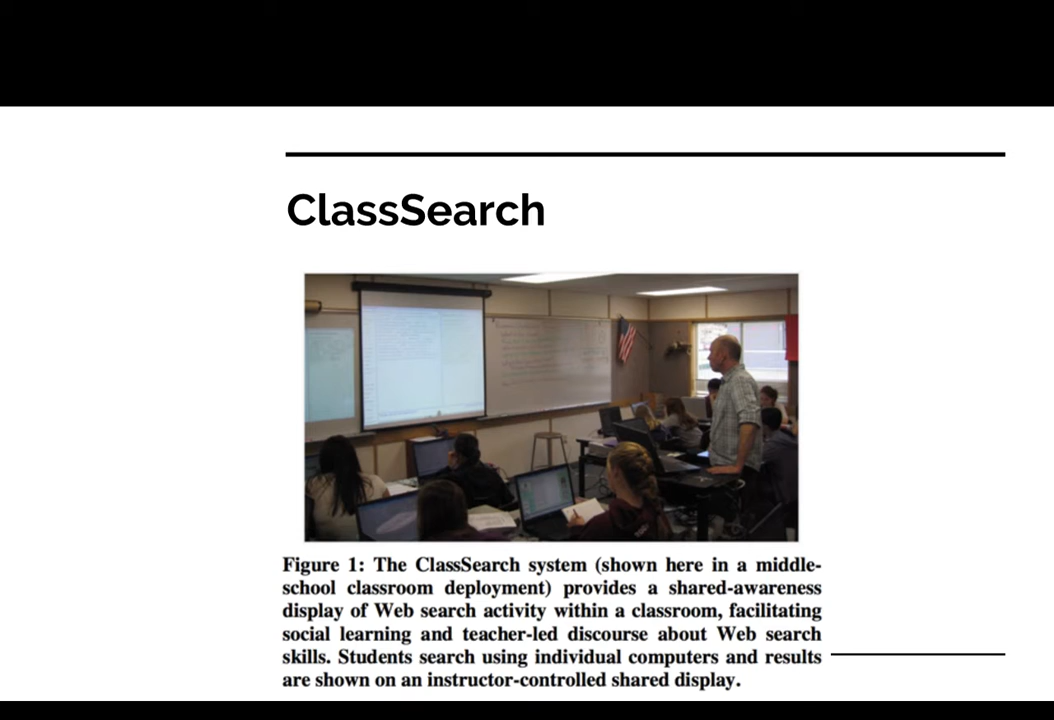 ClassSearch
Figure 1: The ClassSearch system (shown here in a middle-
school classroom deployment) provides a shared-awareness
display of Web search activity within a classroom, facilitating
social learning and teacher-led discourse about Web search
skills. Students search using individual computers and results
are shown on an instructor-controlled shared display.